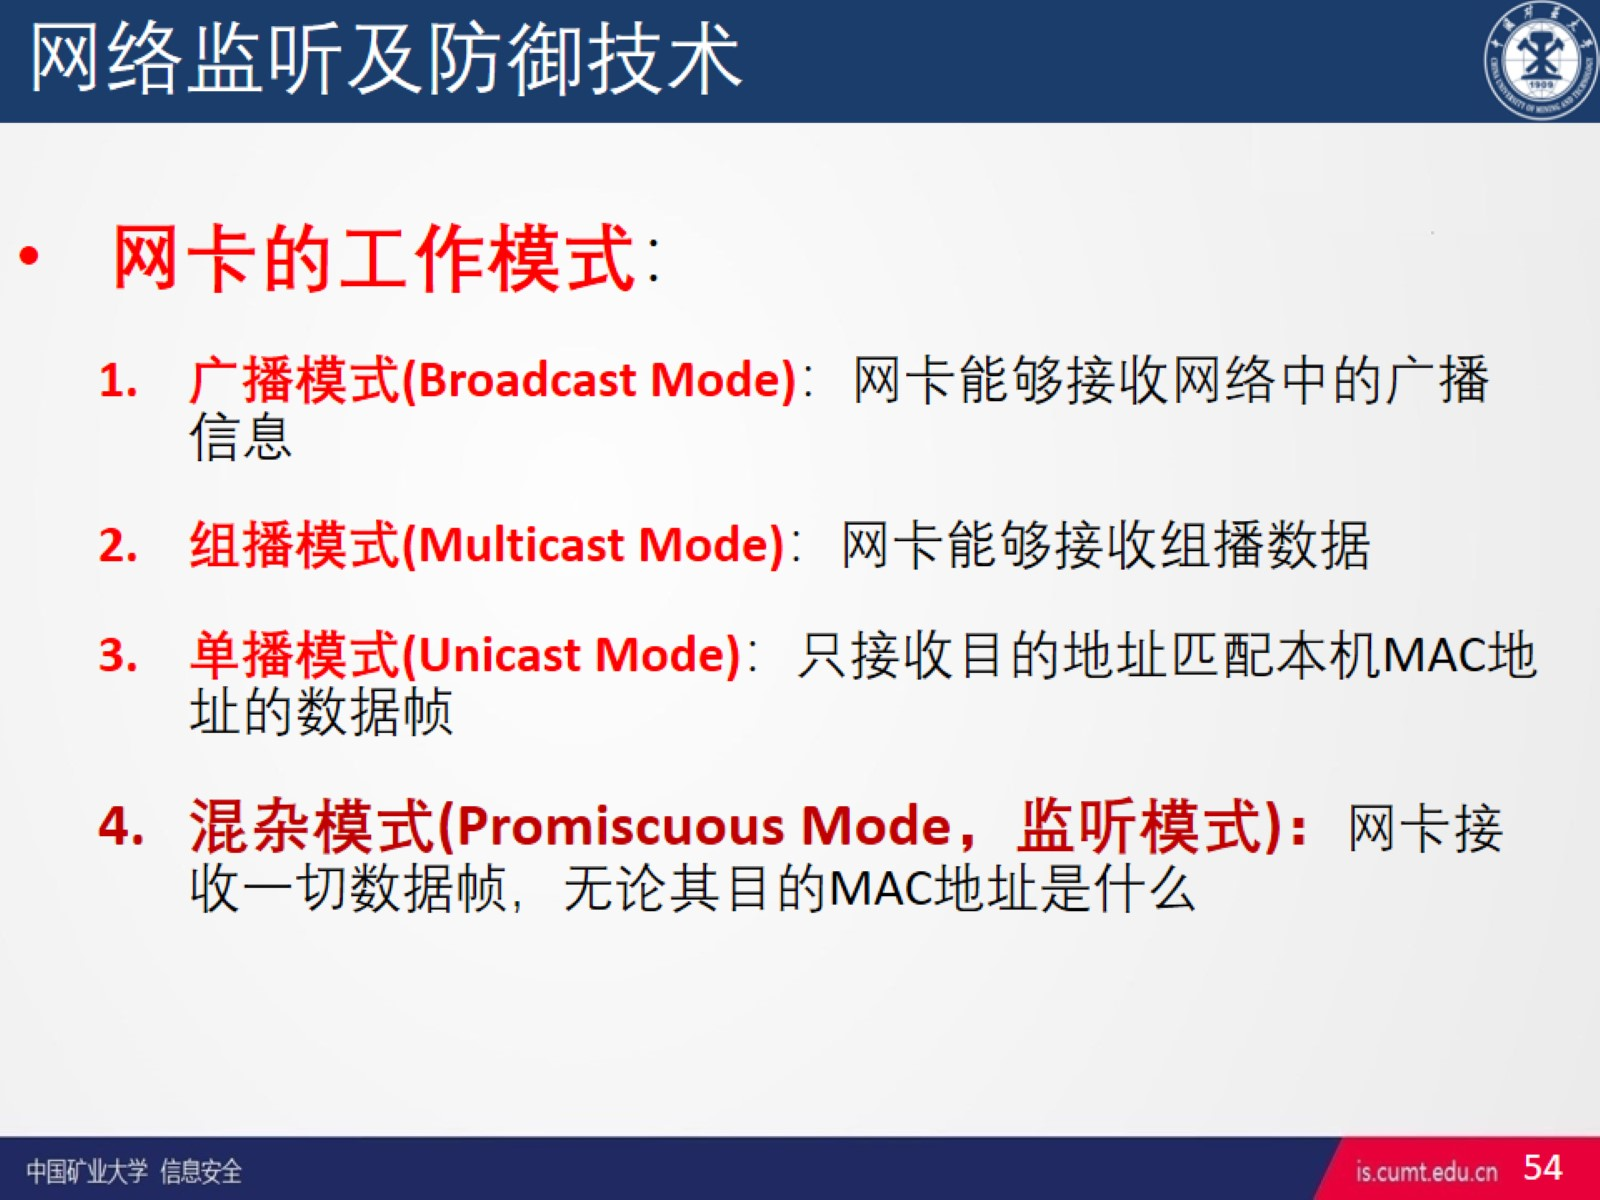 网络监听及防御技术
1909
• 网卡的工作模式：
1. 广播模式(Broadcast Mode)：网卡能够接收网络中的广播
信息
2. 组播模式(Multicast Mode)：网卡能够接收组播数据
3. 单播模式(Unicast Mode)：只接收目的地址匹配本机MAC地
址的数据帧
4. 混杂模式(Promiscuous Mode，监听模式)：网卡接
收一切数据帧，无论其目的MAC地址是什么
中国矿业大学 信息安全
is.cumt.edu.cn 54